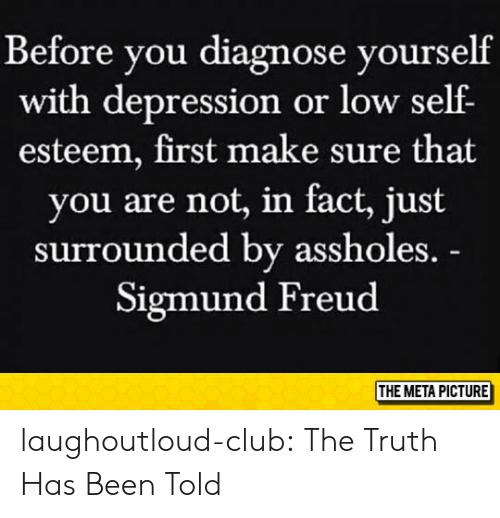 Before you diagnose yourself
with depression or low self-
esteem, first make sure that
you are not, in fact, just
surrounded by assholes. -
Sigmund Freud
THE META PICTURE
laughoutloud-club: The Truth
Has Been Told